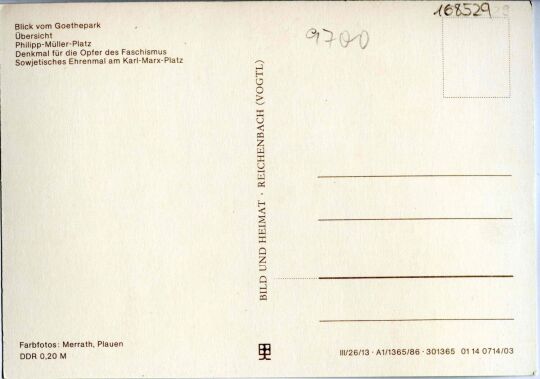 Blick vom Goethepark
Übersicht
Philipp-Müller-Platz
Denkmal für die Opfer des Faschismus
Sowjetisches Ehrenmal am Karl-Marx-Platz
168529
9700
BILD UND HEIMAT · REICHENBACH (VOGTL)
Farbfotos: Merrath, Plauen
DDR 0,20 M
III/26/13 · A1/1365/86 · 301365 01 14 0714/03